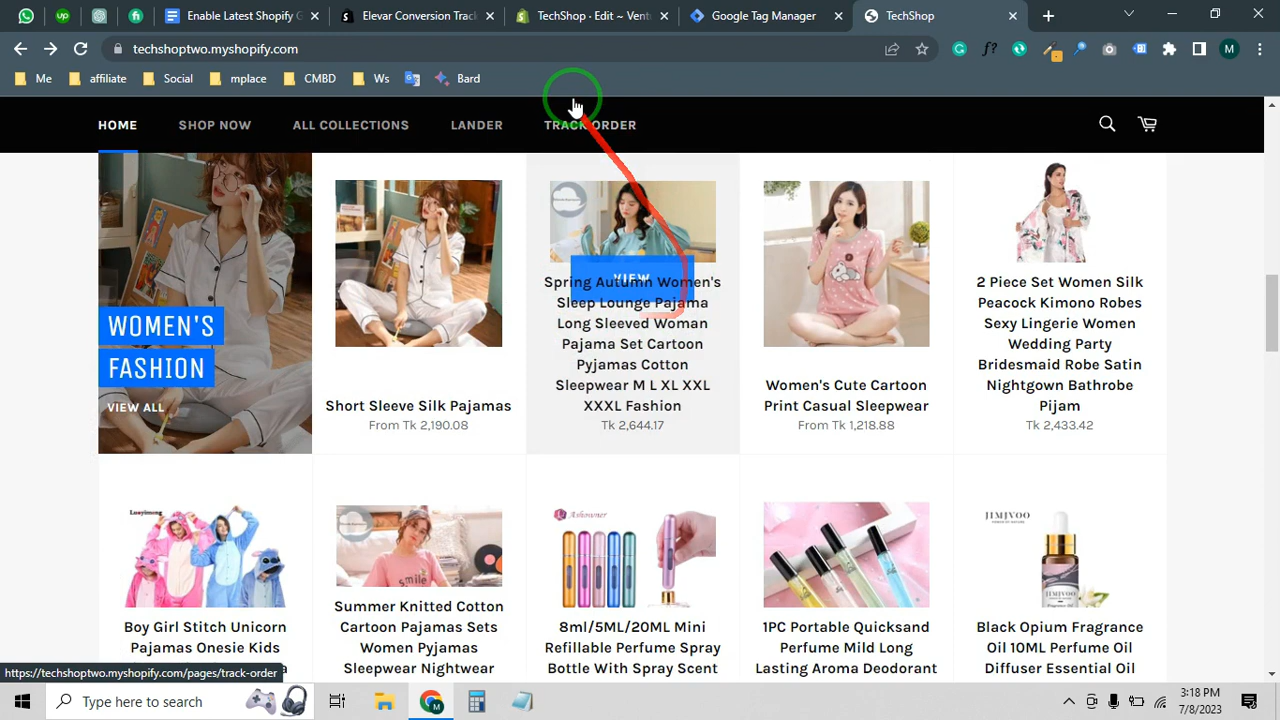 Edit Latest Shopify G
Elevar Conversion Track
TechShop - Edit ~ Vent
Google Tag Manager
TechShop
techshoptwo.myshopify.com
Me
affiliate
Social
mplace
CMBD
Ws
Bard
HOME
SHOP NOW
ALL COLLECTIONS
LANDER
TRACK ORDER
WOMEN'S
FASHION
VIEW ALL
Short Sleeve Silk Pajamas
From Tk 2,190.08
VIEW
Spring Autumn Women's
Sleep Lounge Pajama
Long Sleeved Woman
Pajama Set Cartoon
Pyjamas Cotton
Sleepwear M L XL XXL
XXXL Fashion
Tk 2,644.17
Women's Cute Cartoon
Print Casual Sleepwear
From Tk 1,218.88
2 Piece Set Women Silk
Peacock Kimono Robes
Sexy Lingerie Women
Wedding Party
Bridesmaid Robe Satin
Nightgown Bathrobe
Pijam
Tk 2,433.42
Luoyimong
Boy Girl Stitch Unicorn
Pajamas Onesie Kids
smile
Summer Knitted Cotton
Cartoon Pajamas Sets
Women Pyjamas
Sleepwear Nightwear
Ashowner
8ml/5ML/20ML Mini
Refillable Perfume Spray
Bottle With Spray Scent
1PC Portable Quicksand
Perfume Mild Long
Lasting Aroma Deodorant
JIMJVOO
Black Opium Fragrance
Oil 10ML Perfume Oil
Diffuser Essential Oil
https://techshoptwo.myshopify.com/pages/track-order
Type here to search
3:18 PM
7/8/2023